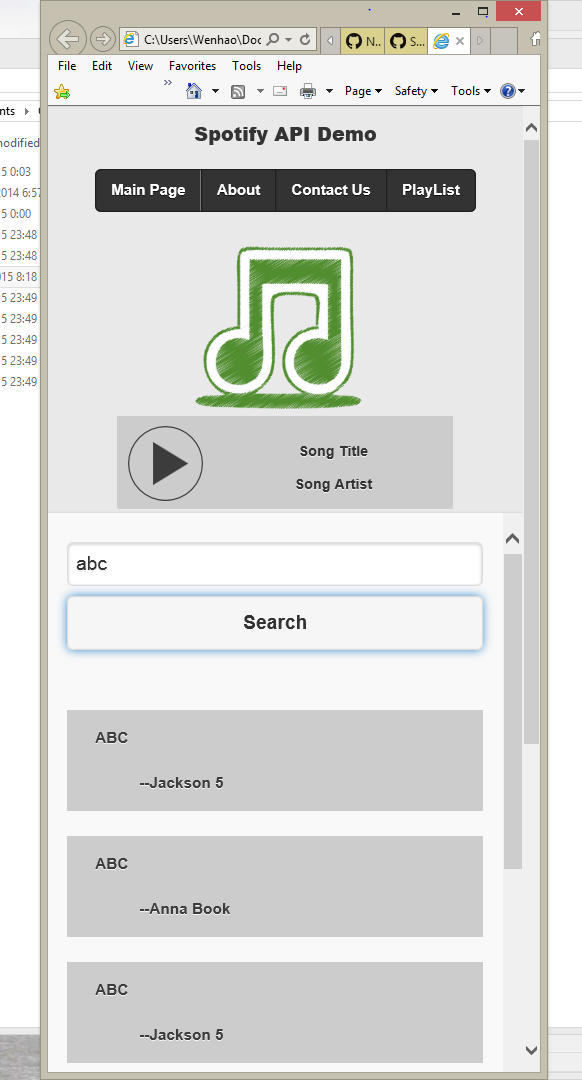 C:\Users\Wenhao\Doc
N..
S...
File Edit View Favorites Tools Help
Page Safety Tools
nts
modified
Spotify API Demo
5 0:03
Main Page About Contact Us PlayList
2014 6:57
5 0:00
5 23:48
5 23:48
015 8:18
5 23:49
5 23:49
5 23:49
5 23:49
5 23:49
Song Title
Song Artist
abc
Search
ABC
--Jackson 5
ABC
--Anna Book
ABC
--Jackson 5